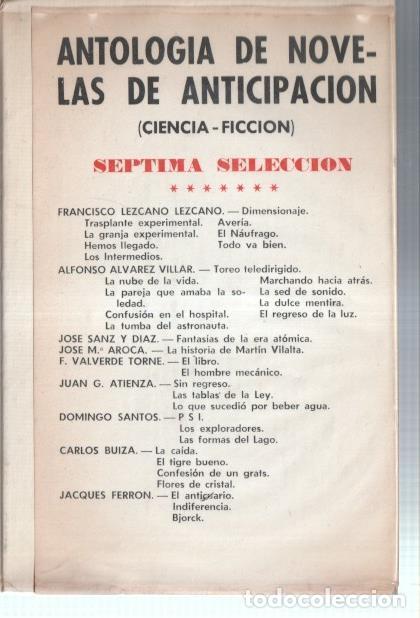 ANTOLOGIA DE NOVE-
LAS DE ANTICIPACION
(CIENCIA-FICCION)
SEPTIMA SELECCION
*******
FRANCISCO LEZCANO LEZCANO. — Dimensionaje.
Trasplante experimental. Avería.
La granja experimental. El Náufrago.
Hemos llegado. Todo va bien.
Los Intermedios.
ALFONSO ALVAREZ VILLAR. — Toreo teledirigido.
La nube de la vida. Marchando hacia atrás.
La pareja que amaba la so- La sed de sonido.
ledad. La dulce mentira.
Confusión en el hospital. El regreso de la luz.
La tumba del astronauta.
JOSE SANZ Y DIAZ. — Fantasías de la era atómica.
JOSE M.ª AROCA. — La historia de Martín Vilalta.
F. VALVERDE TORNE. — El libro.
El hombre mecánico.
JUAN G. ATIENZA. — Sin regreso.
Las tablas de la Ley.
Lo que sucedió por beber agua.
DOMINGO SANTOS. — P S I.
Los exploradores.
Las formas del Lago.
CARLOS BUIZA. — La caída.
El tigre bueno.
Confesión de un grats.
Flores de cristal.
JACQUES FERRON. — El anticuario.
Indiferencia.
Bjorck.
todocoleccion.net